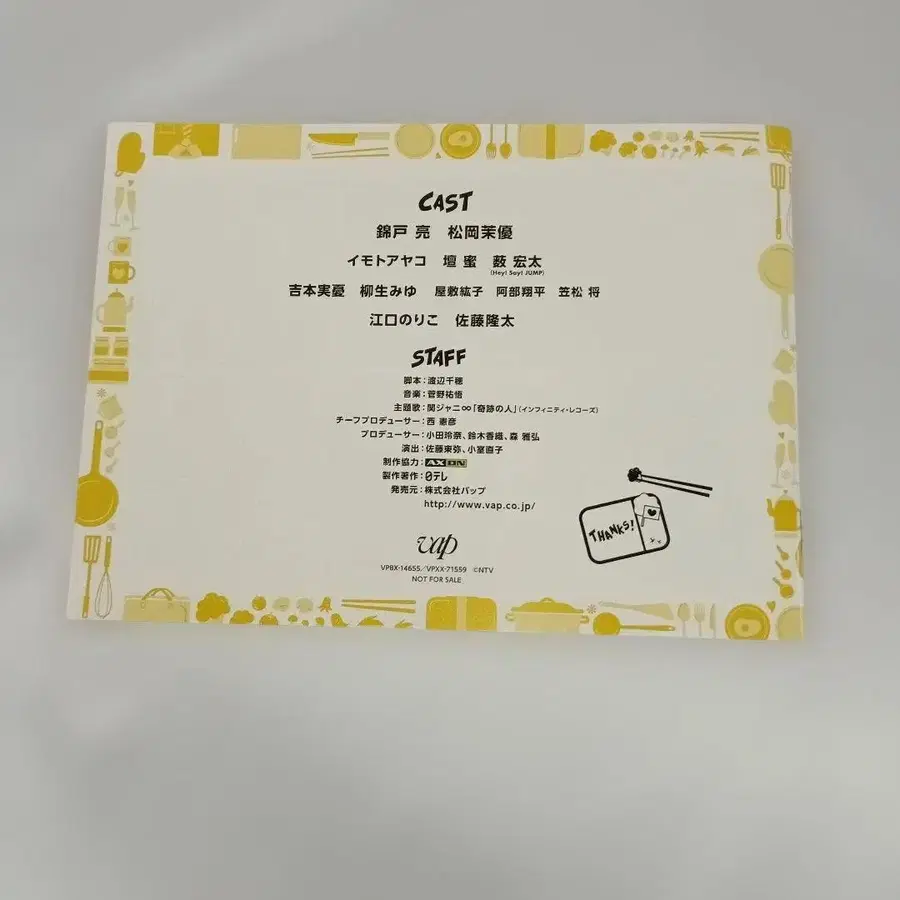 CAST
錦戸 亮 松岡茉優
イモトアヤコ 壇 蜜 薮 宏太
(Hey! Say! JUMP)
吉本実憂 柳生みゆ 屋敷紘子 阿部翔平 笠松 将
江口のりこ 佐藤隆太
STAFF
脚本:渡辺千穂
音楽:菅野祐悟
主題歌:関ジャニ∞「奇跡の人」(インフィニティ・レコーズ)
チーフプロデューサー:西 憲彦
プロデューサー:小田玲奈、鈴木香織、森 雅弘
演出:佐藤東弥、小室直子
制作協力:AX-ON
製作著作:日テレ
発売元:株式会社バップ
http://www.vap.co.jp/
THANKS!
vap
VPBX-14655/VPXX-71559 ©NTV
NOT FOR SALE